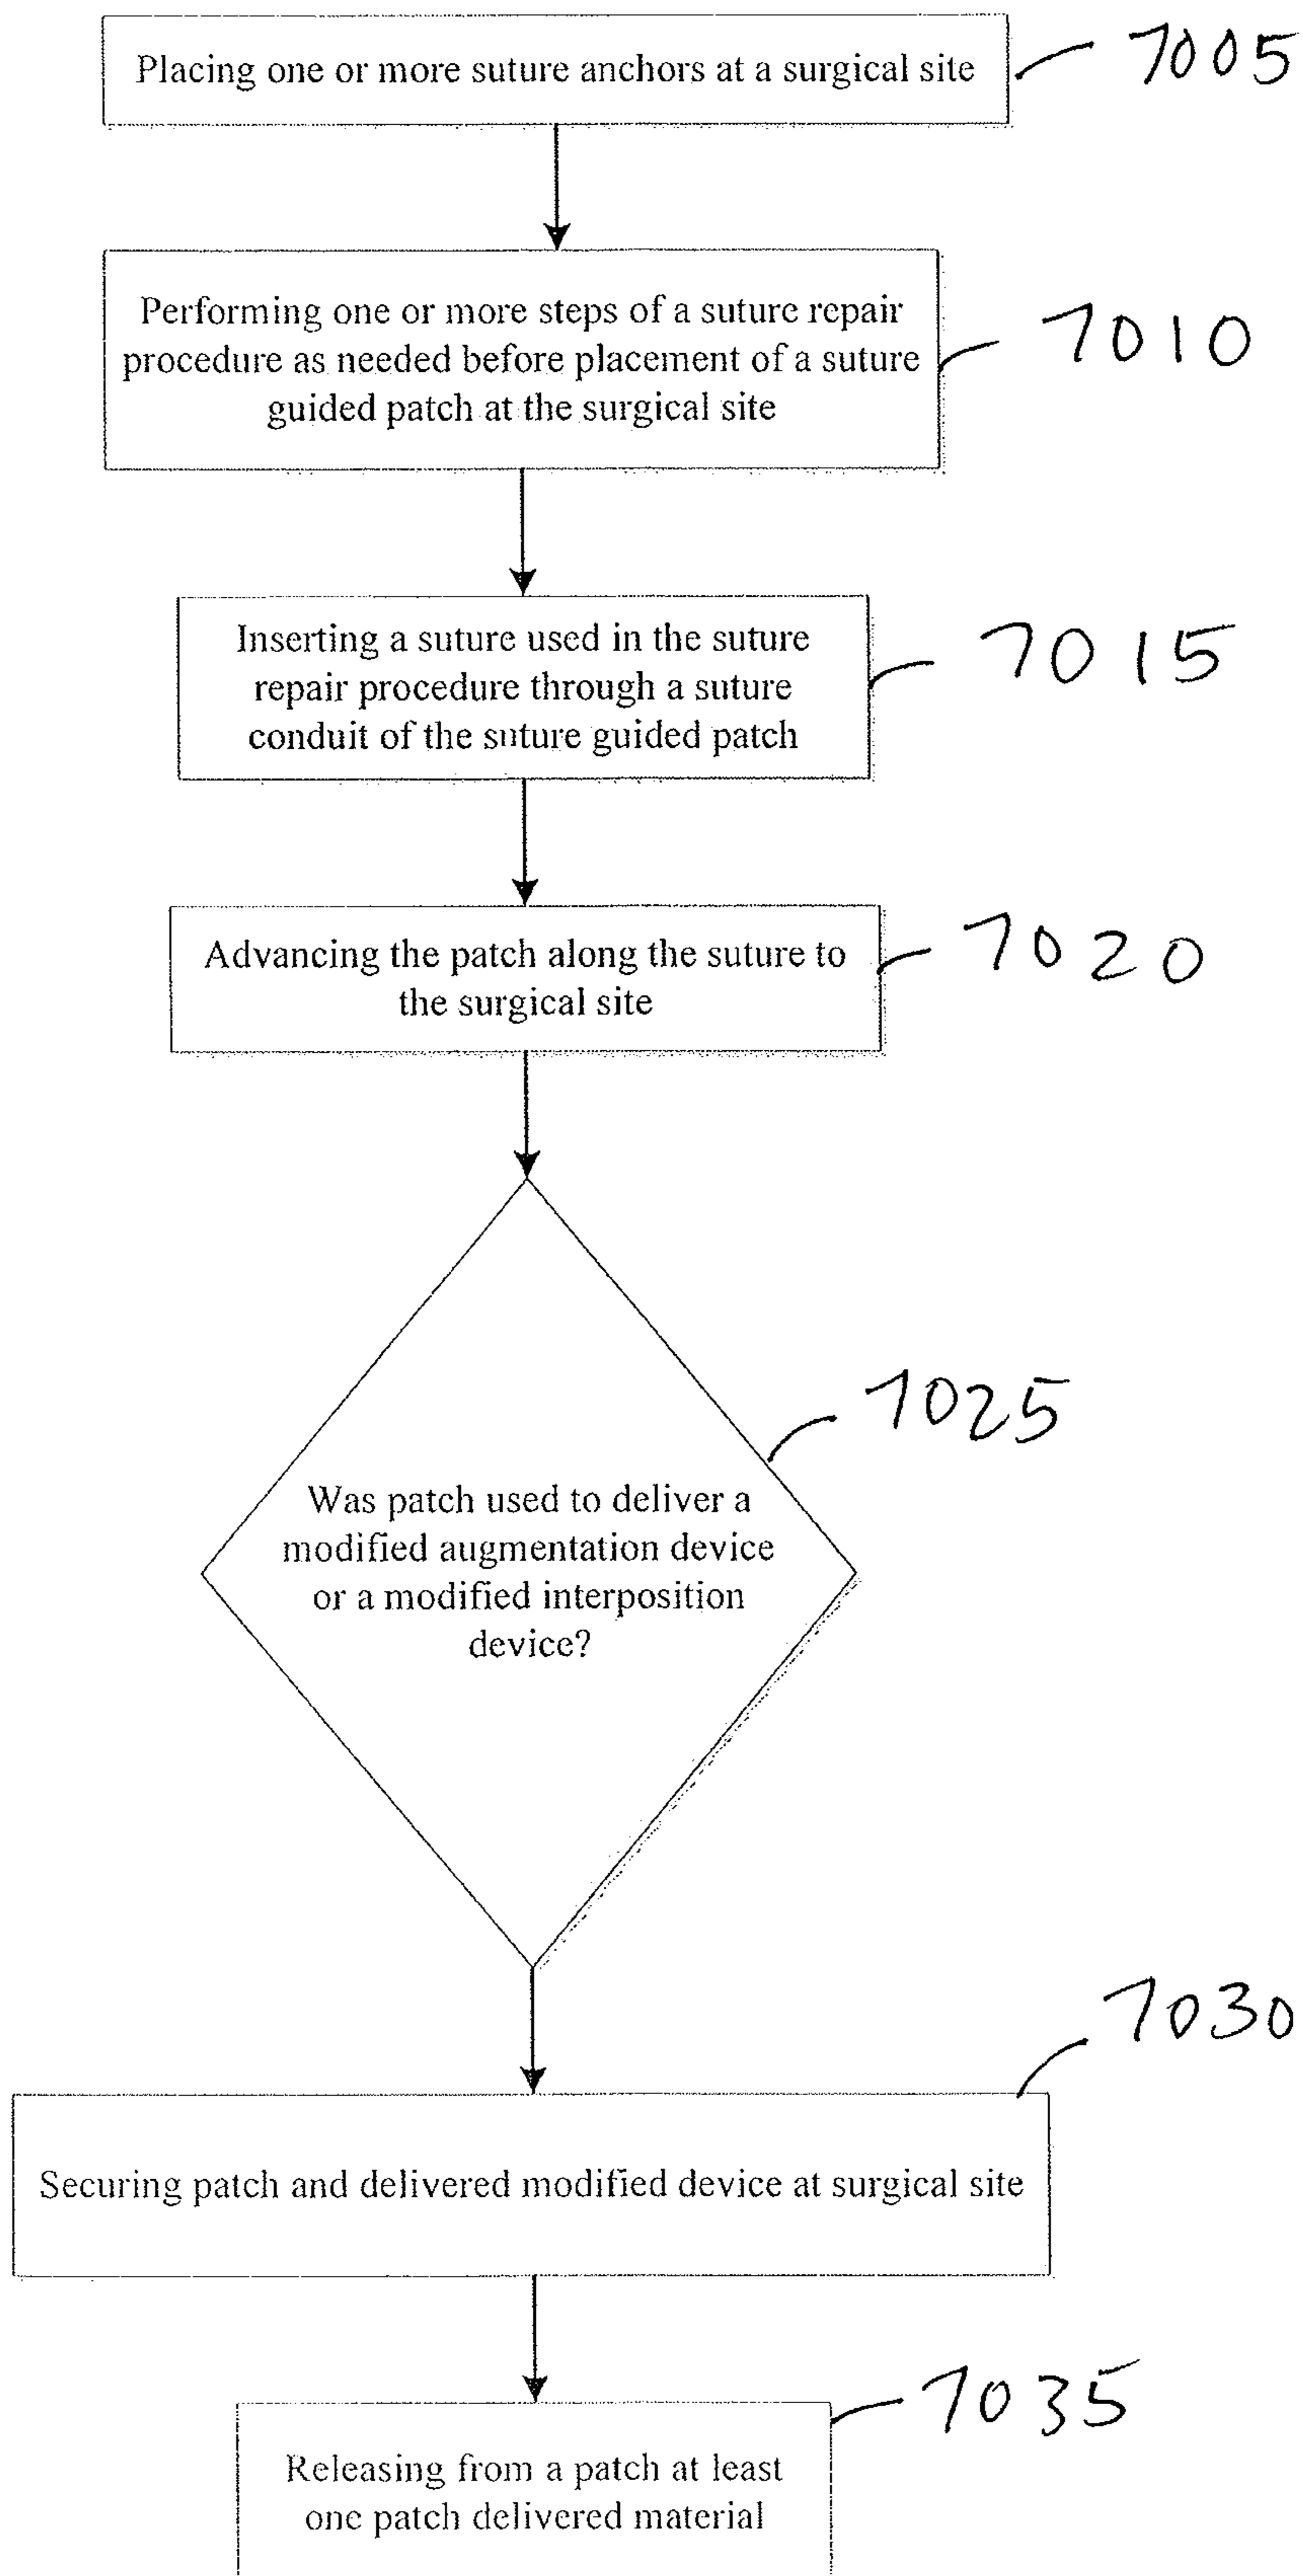 Placing one or more suture anchors at a surgical site
7005
Performing one or more steps of a suture repair
procedure as needed before placement of a suture
guided patch at the surgical site
7010
Inserting a suture used in the suture
repair procedure through a suture
conduit of the suture guided patch
7015
Advancing the patch along the suture to
the surgical site
7020
Was patch used to deliver a
modified augmentation device
or a modified interposition
device?
7025
Securing patch and delivered modified device at surgical site
7030
Releasing from a patch at least
one patch delivered material
7035